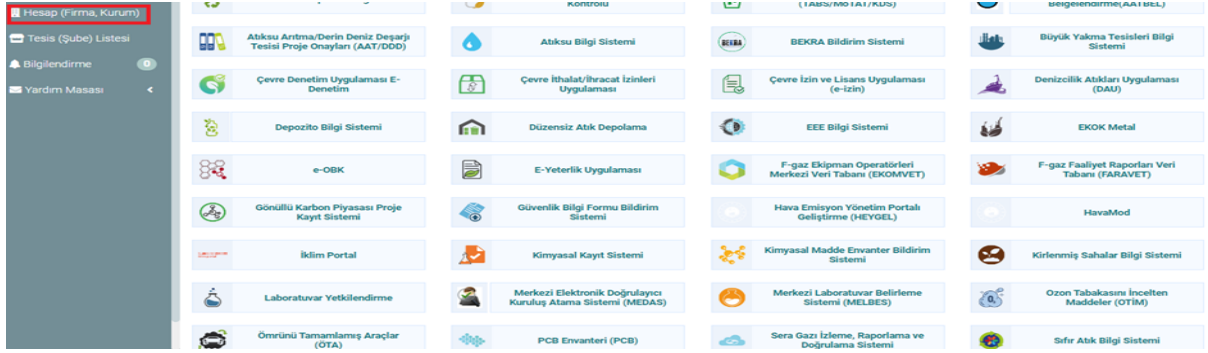 Hesap (Firma, Kurum)
Tesis (Şube) Listesi
Bilgilendirme 0
Yardım Masası
Kontrolü
(TABS/MoTAT/KDS)
Belgelendirme(AATBEL)
Atıksu Arıtma/Derin Deniz Deşarjı
Tesisi Proje Onayları (AAT/DDD)
Atıksu Bilgi Sistemi
BEKRA
BEKRA Bildirim Sistemi
Büyük Yakma Tesisleri Bilgi
Sistemi
Çevre Denetim Uygulaması E-
Denetim
Çevre İthalat/İhracat İzinleri
Uygulaması
Çevre İzin ve Lisans Uygulaması
(e-izin)
Denizcilik Atıkları Uygulaması
(DAU)
Depozito Bilgi Sistemi
Düzensiz Atık Depolama
EEE Bilgi Sistemi
EKOK Metal
e-OBK
E-Yeterlik Uygulaması
F-gaz Ekipman Operatörleri
Merkezi Veri Tabanı (EKOMVET)
F-gaz Faaliyet Raporları Veri
Tabanı (FARAVET)
Gönüllü Karbon Piyasası Proje
Kayıt Sistemi
Güvenlik Bilgi Formu Bildirim
Sistemi
Hava Emisyon Yönetim Portalı
Geliştirme (HEYGEL)
HavaMod
İklim Portal
Kimyasal Kayıt Sistemi
Kimyasal Madde Envanter Bildirim
Sistemi
Kirlenmiş Sahalar Bilgi Sistemi
Laboratuvar Yetkilendirme
Merkezi Elektronik Doğrulayıcı
Kuruluş Atama Sistemi (MEDAS)
Merkezi Laboratuvar Belirleme
Sistemi (MELBES)
Ozon Tabakasını İncelten
Maddeler (OTİM)
Ömrünü Tamamlamış Araçlar
(ÖTA)
PCB Envanteri (PCB)
Sera Gazı İzleme, Raporlama ve
Doğrulama Sistemi
Sıfır Atık Bilgi Sistemi